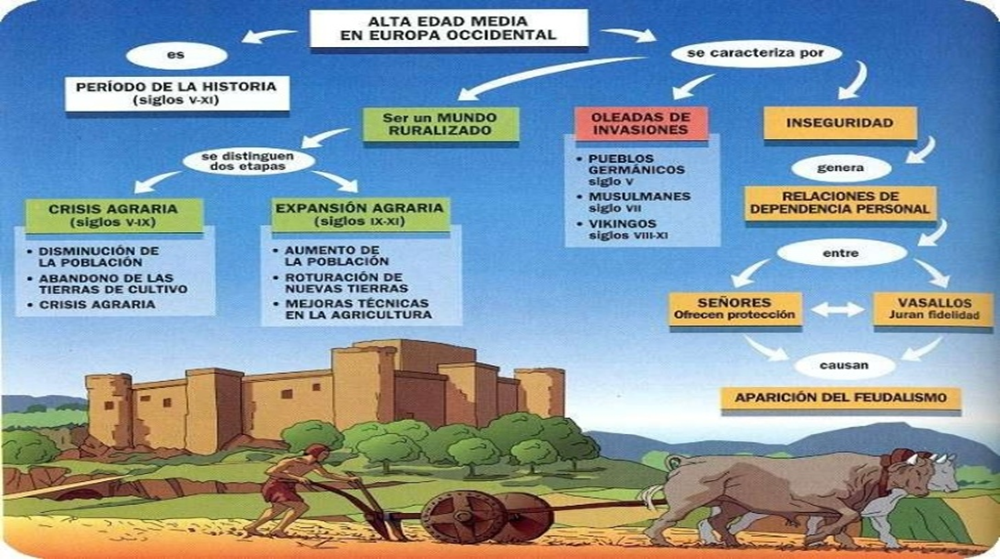 ALTA EDAD MEDIA
EN EUROPA OCCIDENTAL
es
PERÍODO DE LA HISTORIA
(siglos V-XI)
se caracteriza por
Ser un MUNDO
RURALIZADO
se distinguen
dos etapas
CRISIS AGRARIA
(siglos V-IX)
• DISMINUCIÓN DE
LA POBLACIÓN
• ABANDONO DE LAS
TIERRAS DE CULTIVO
• CRISIS AGRARIA
EXPANSIÓN AGRARIA
(siglos IX-XI)
• AUMENTO DE
LA POBLACIÓN
• ROTURACIÓN DE
NUEVAS TIERRAS
• MEJORAS TÉCNICAS
EN LA AGRICULTURA
OLEADAS DE
INVASIONES
• PUEBLOS
GERMÁNICOS
siglo V
• MUSULMANES
siglo VII
• VIKINGOS
siglos VIII-XI
INSEGURIDAD
genera
RELACIONES DE
DEPENDENCIA PERSONAL
entre
SEÑORES
Ofrecen protección
VASALLOS
Juran fidelidad
causan
APARICIÓN DEL FEUDALISMO